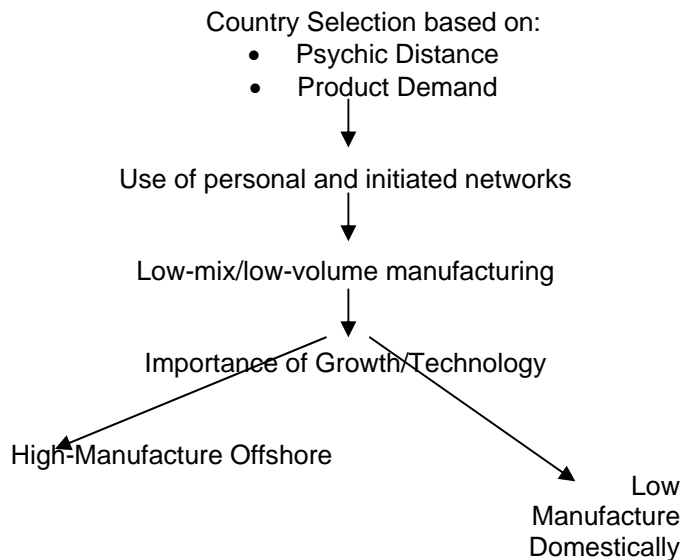 Country Selection based on:
• Psychic Distance
• Product Demand
Use of personal and initiated networks
Low-mix/low-volume manufacturing
Importance of Growth/Technology
High-Manufacture Offshore
Low
Manufacture
Domestically